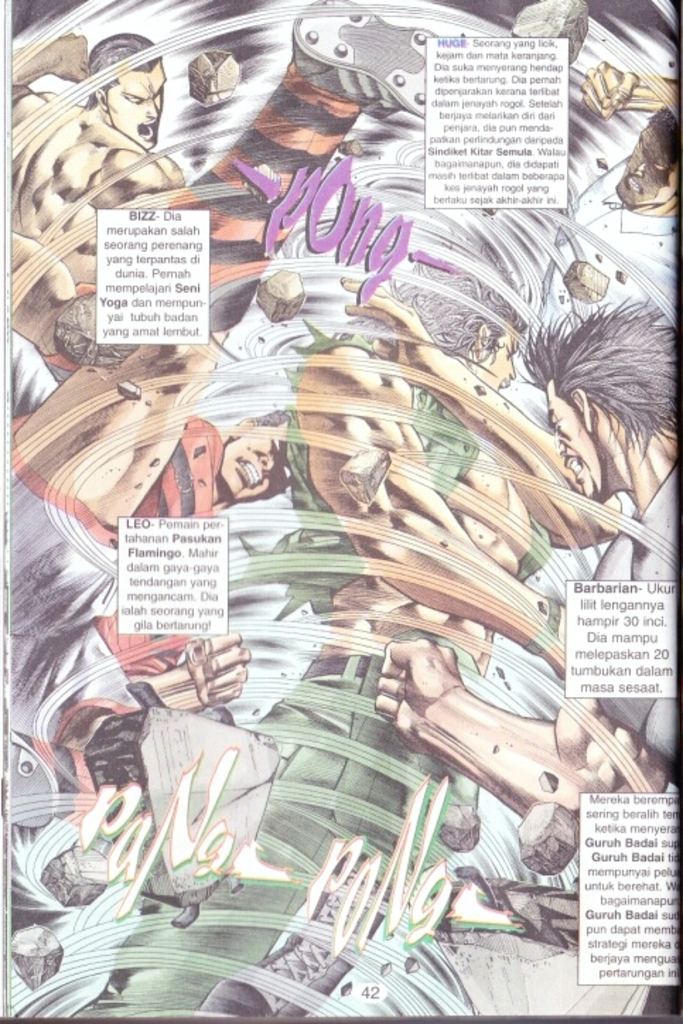 HUGE- Seorang yang licik,
kejam dan mata keranjang.
Dia suka menyerang hendap
ketika bertarung. Dia pernah
dipenjarakan kerana terlibat
dalam jenayah rogol. Setelah
berjaya melarikan diri dari
penjara, dia pun menda-
patkan perlindungan daripada
Sindiket Kitar Semula. Walau
bagaimanapun, dia didapati
masih terlibat dalam beberapa
kes jenayah rogol yang
berlaku sejak akhir-akhir ini.
PONG
BIZZ- Dia
merupakan salah
seorang perenang
yang terpantas di
dunia. Pernah
mempelajari Seni
Yoga dan mempun-
yai tubuh badan
yang amat lembut.
LEO- Pemain per-
tahanan Pasukan
Flamingo. Mahir
dalam gaya-gaya
tendangan yang
mengancam. Dia
ialah seorang yang
gila bertarung!
Barbarian- Ukur
lilit lengannya
hampir 30 inci.
Dia mampu
melepaskan 20
tumbukan dalam
masa sesaat.
PANG
PONG
Mereka
sering beralih
ketika
Guruh Badai
Guruh Badai
mempunyai
untuk berehat.
bagaimanapun
Guruh Badai
pun dapat
strategi mereka
berjaya
pertarungan
42